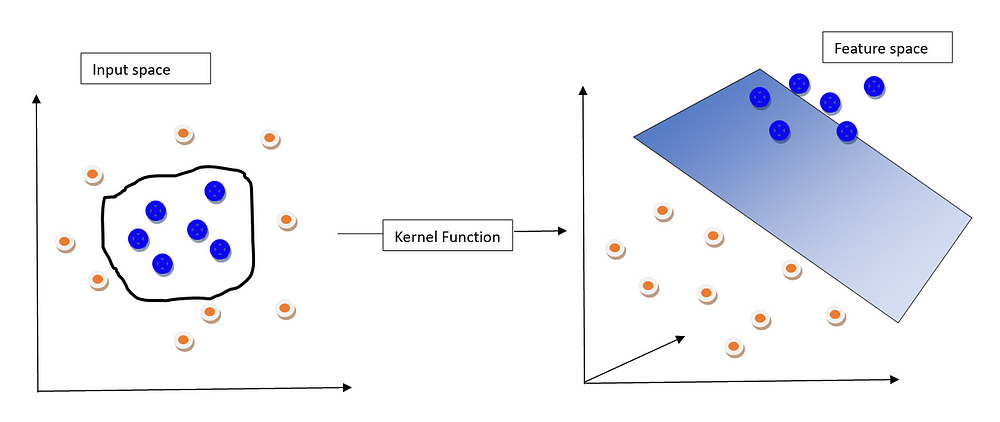 Input space
Kernel Function
Feature space